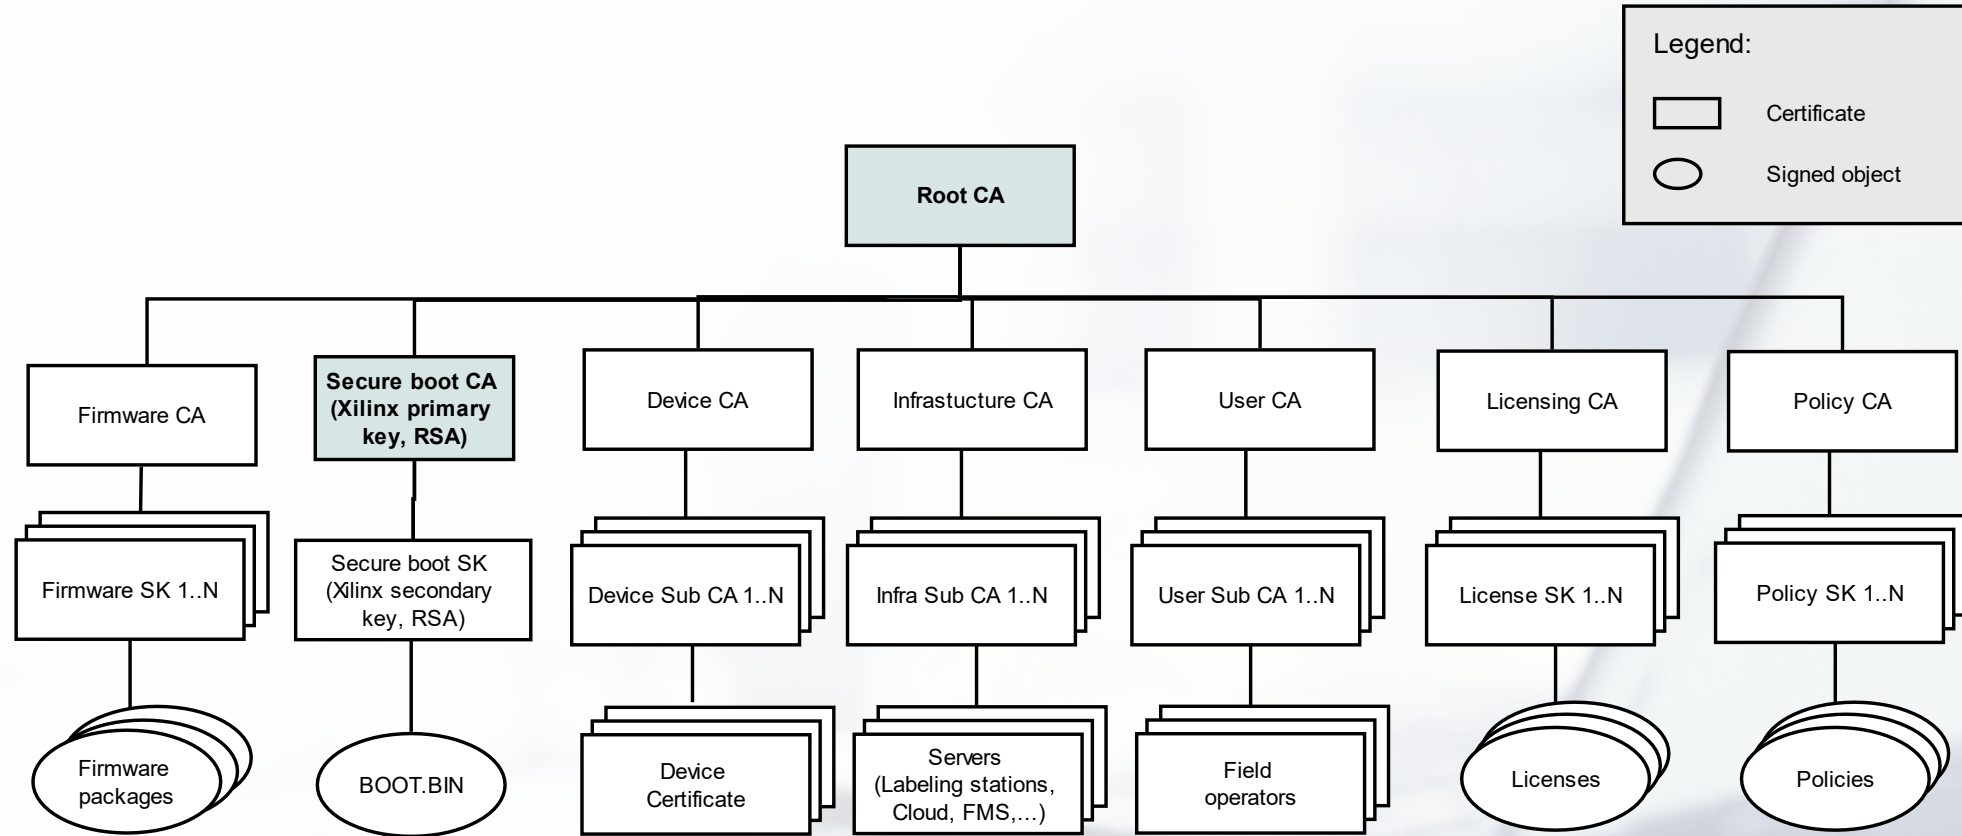 Legend:
Certificate
Signed object
Root CA
Firmware CA
Secure boot CA
(Xilinx primary
key, RSA)
Device CA
Infrastucture CA
User CA
Licensing CA
Policy CA
Firmware SK 1..N
Secure boot SK
(Xilinx secondary
key, RSA)
Device Sub CA 1..N
Infra Sub CA 1..N
User Sub CA 1..N
License SK 1..N
Policy SK 1..N
Firmware
packages
BOOT.BIN
Device
Certificate
Servers
(Labeling stations,
Cloud, FMS,...)
Field
operators
Licenses
Policies